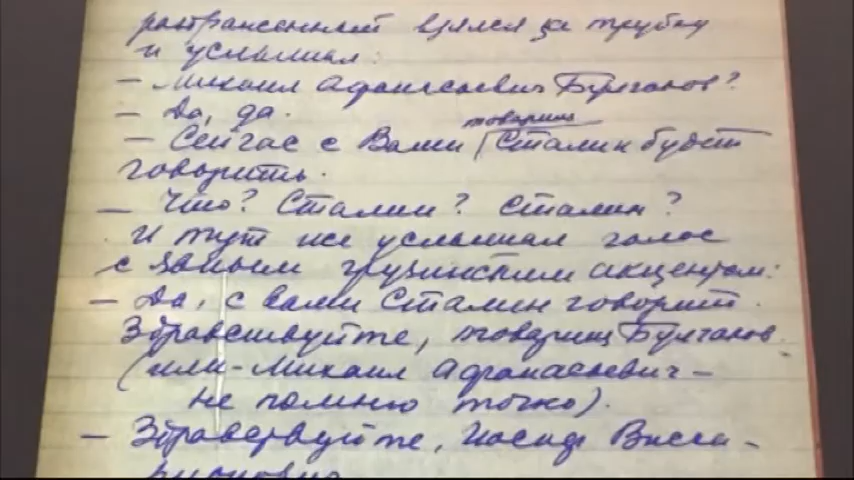 раздраженный взялся за трубку
и услышал:
— Михаил Афанасьевич Булгаков?
— Да, да.
товарищ
— Сейчас с Вами Сталин будет
говорить.
— Что? Сталин? Сталин?
И тут же услышал голос
с явным грузинским акцентом:
— Да, с вами Сталин говорит.
Здравствуйте, товарищ Булгаков
(или - Михаил Афанасьевич —
не помню точно).
— Здравствуйте, Иосиф Висса-
рионович